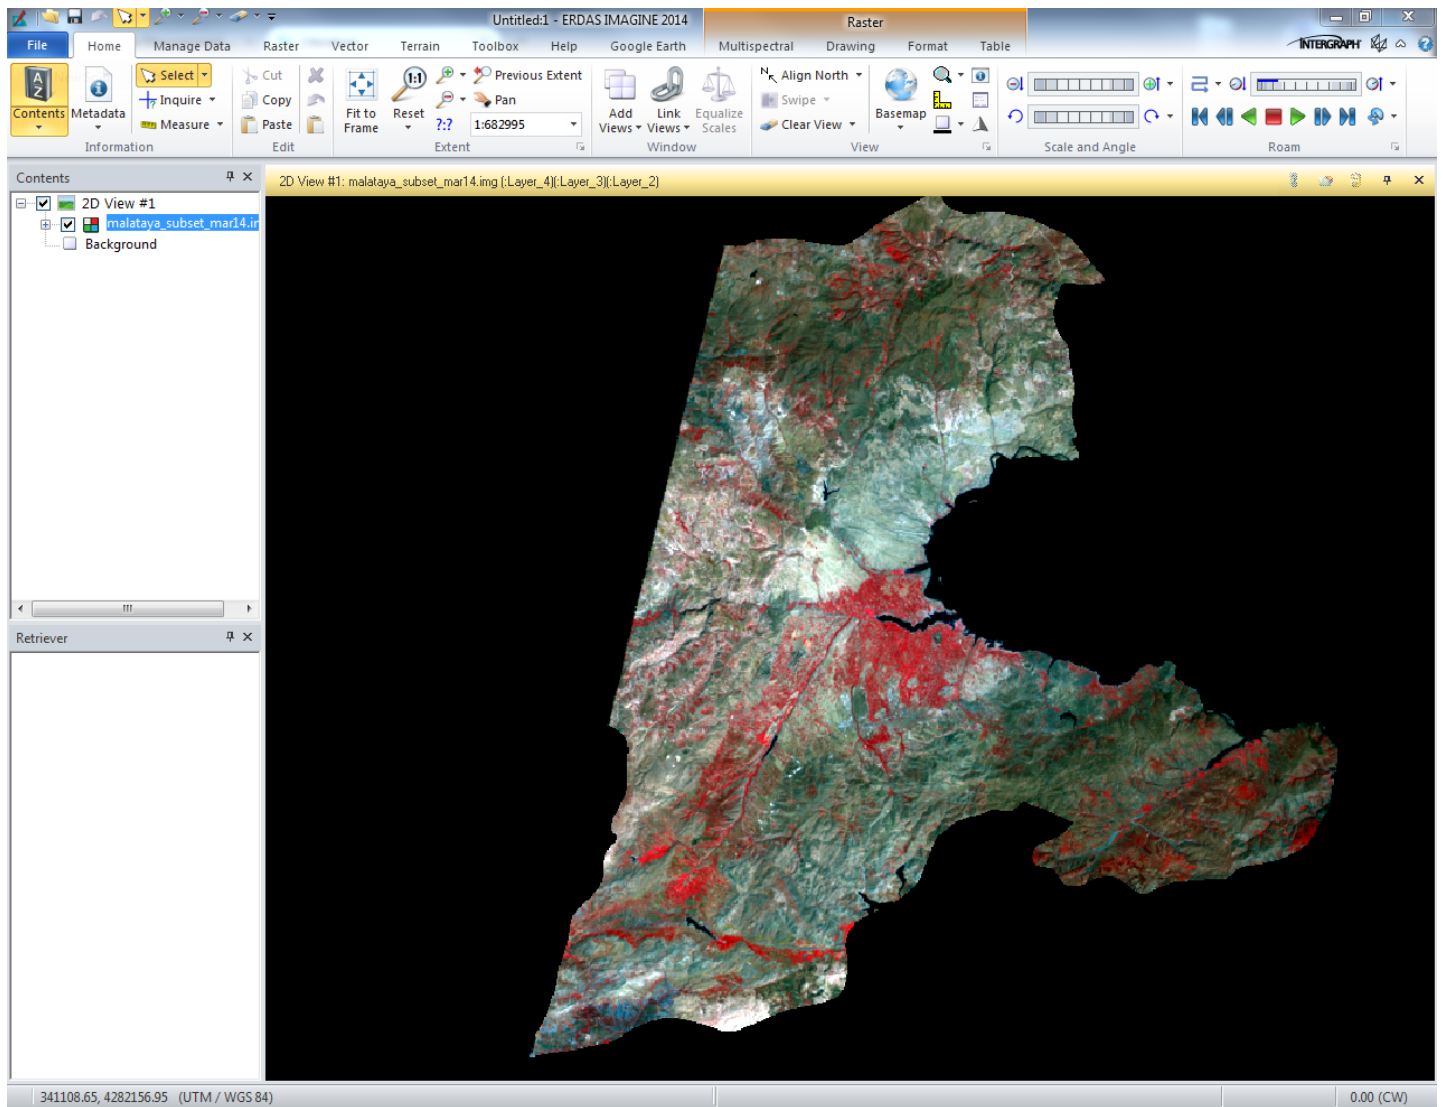 Untitled:1 - ERDAS IMAGINE 2014
Raster
File Home Manage Data Raster Vector Terrain Toolbox Help Google Earth Multispectral Drawing Format Table
INTERGRAPH
Contents
Metadata
Select
Inquire
Measure
Information
Cut
Copy
Paste
Edit
Fit to Frame
1:1
Reset
?:?
Previous Extent
Pan
1:682995
Extent
Add Views
Link Views
Equalize Scales
Window
Align North
Swipe
Clear View
Basemap
View
Scale and Angle
Roam
Contents
2D View #1
malataya_subset_mar14.ir
Background
Retriever
2D View #1: malataya_subset_mar14.img (:Layer_4)(:Layer_3)(:Layer_2)
341108.65, 4282156.95 (UTM / WGS 84)
0.00 (CW)